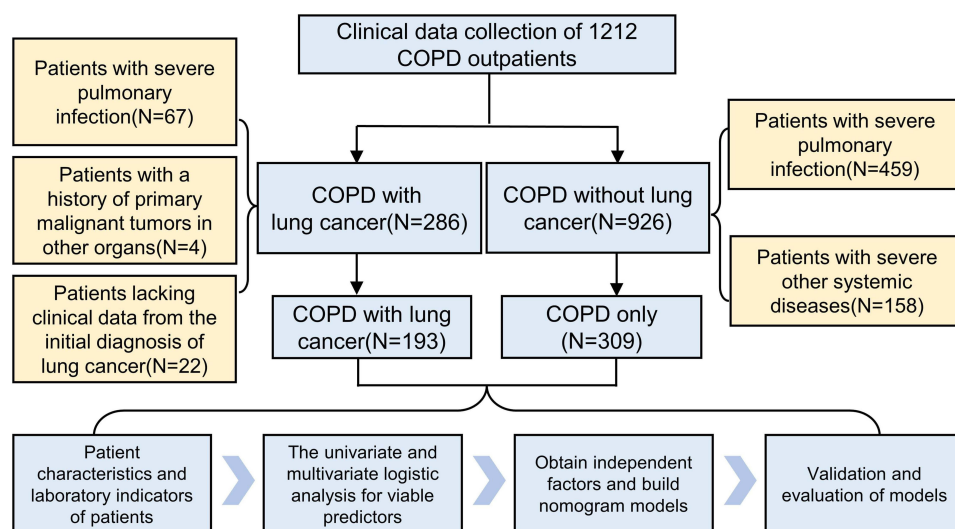 Clinical data collection of 1212
COPD outpatients
Patients with severe
pulmonary
infection(N=67)
Patients with a
history of primary
malignant tumors in
other organs(N=4)
Patients lacking
clinical data from the
initial diagnosis of
lung cancer(N=22)
COPD with
lung cancer(N=286)
COPD without lung
cancer(N=926)
Patients with severe
pulmonary
infection(N=459)
Patients with severe
other systemic
diseases(N=158)
COPD with lung
cancer(N=193)
COPD only
(N=309)
Patient
characteristics and
laboratory indicators
of patients
The univariate and
multivariate logistic
analysis for viable
predictors
Obtain independent
factors and build
nomogram models
Validation and
evaluation of models